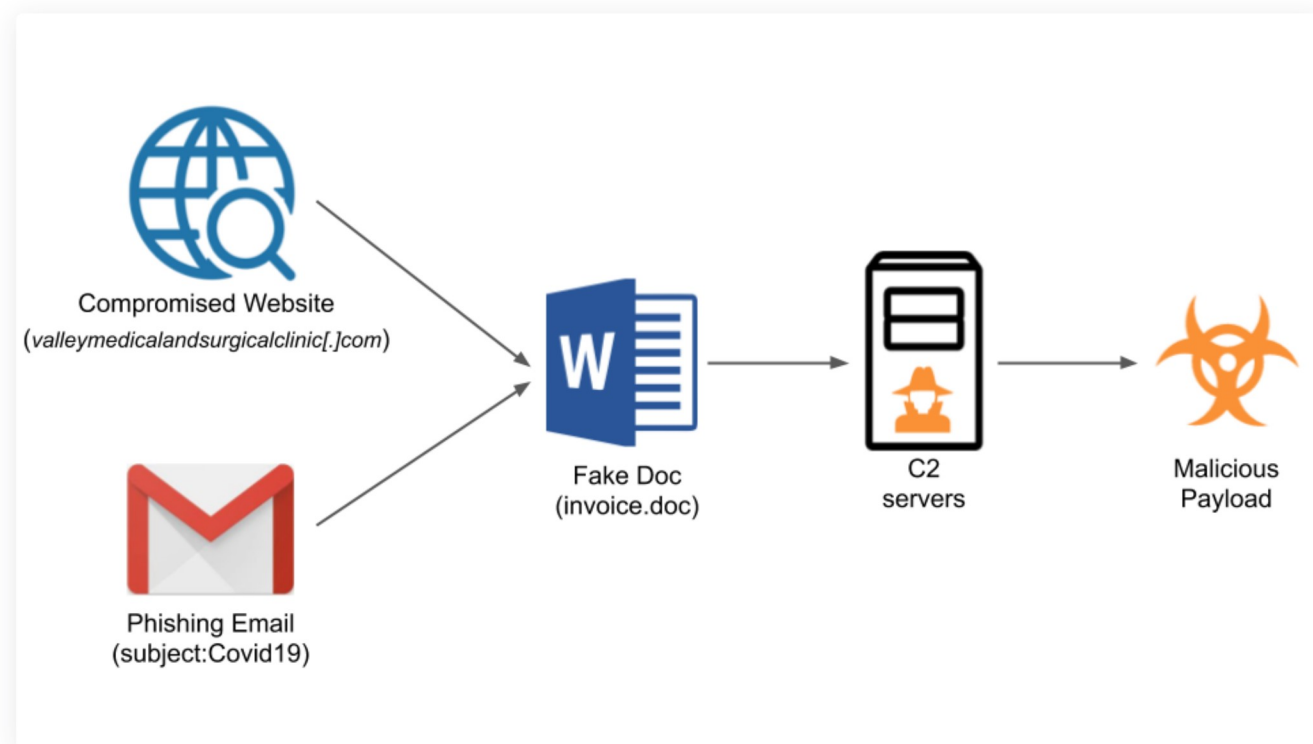 Compromised Website
(valleymedicalandsurgicalclinic[.]com)
Phishing Email
(subject:Covid19)
W
Fake Doc
(invoice.doc)
C2
servers
Malicious
Payload